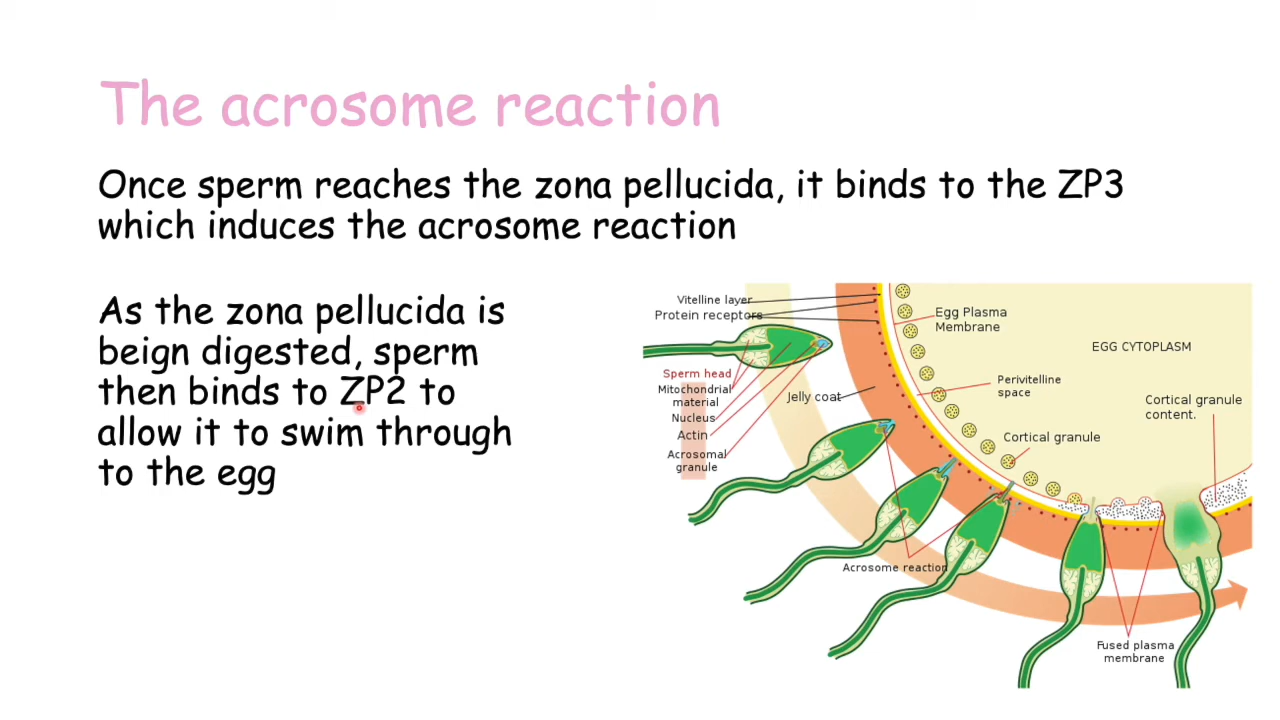 The acrosome reaction
Once sperm reaches the zona pellucida, it binds to the ZP3
which induces the acrosome reaction
As the zona pellucida is
beign digested, sperm
then binds to ZP2 to
allow it to swim through
to the egg
Vitelline layer
Protein receptors
Sperm head
Mitochondrial
material
Nucleus
Actin
Acrosomal
granule
Jelly coat
Egg Plasma
Membrane
EGG CYTOPLASM
Perivitelline
space
Cortical granule
content.
Cortical granule
Acrosome reaction
Fused plasma
membrane